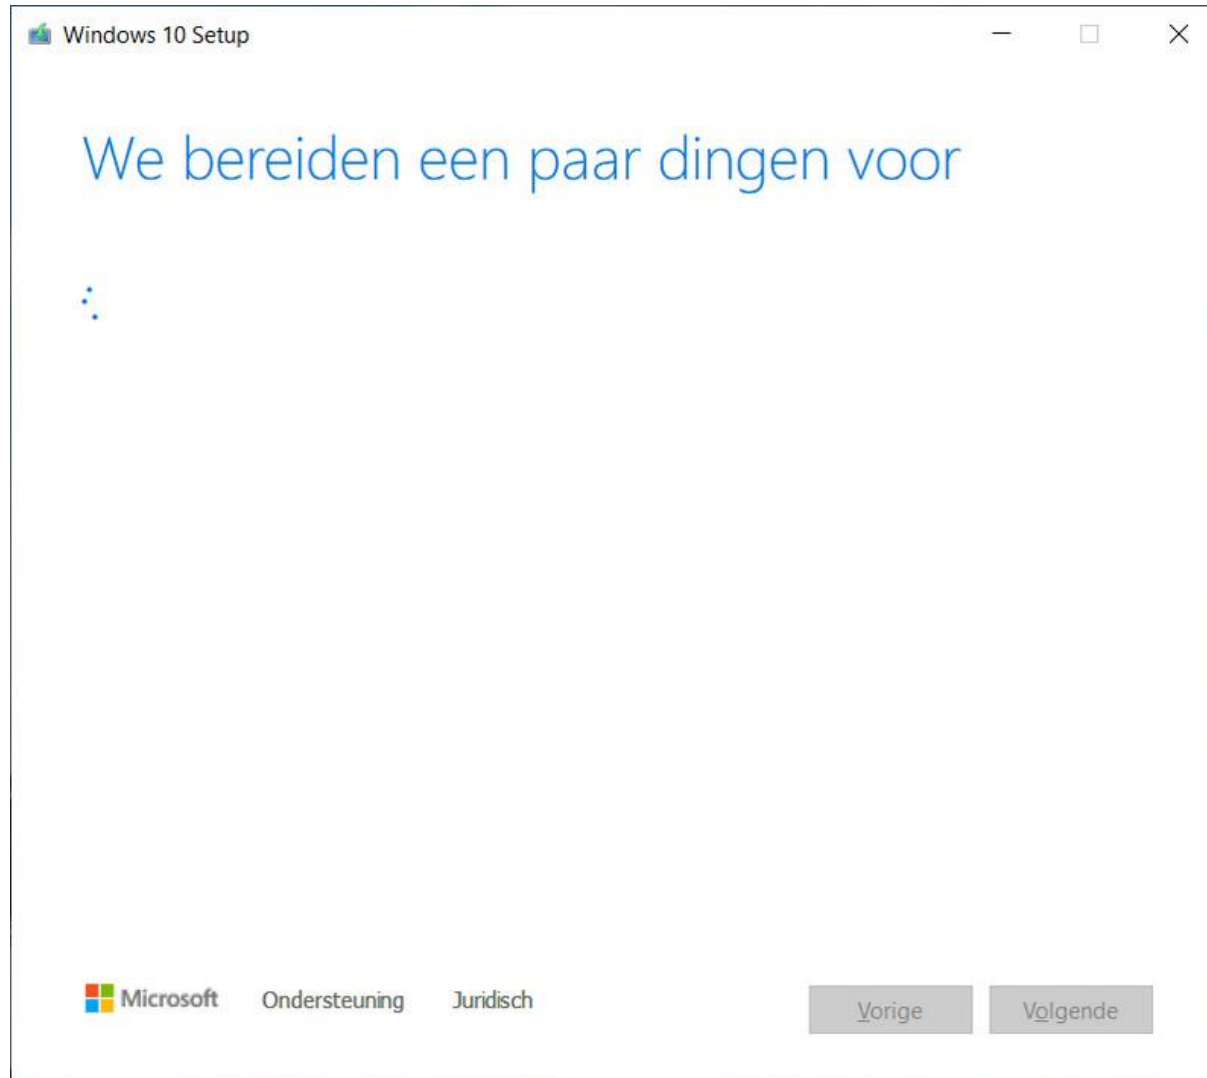 Windows 10 Setup
We bereiden een paar dingen voor
Microsoft Ondersteuning Juridisch Vorige Volgende